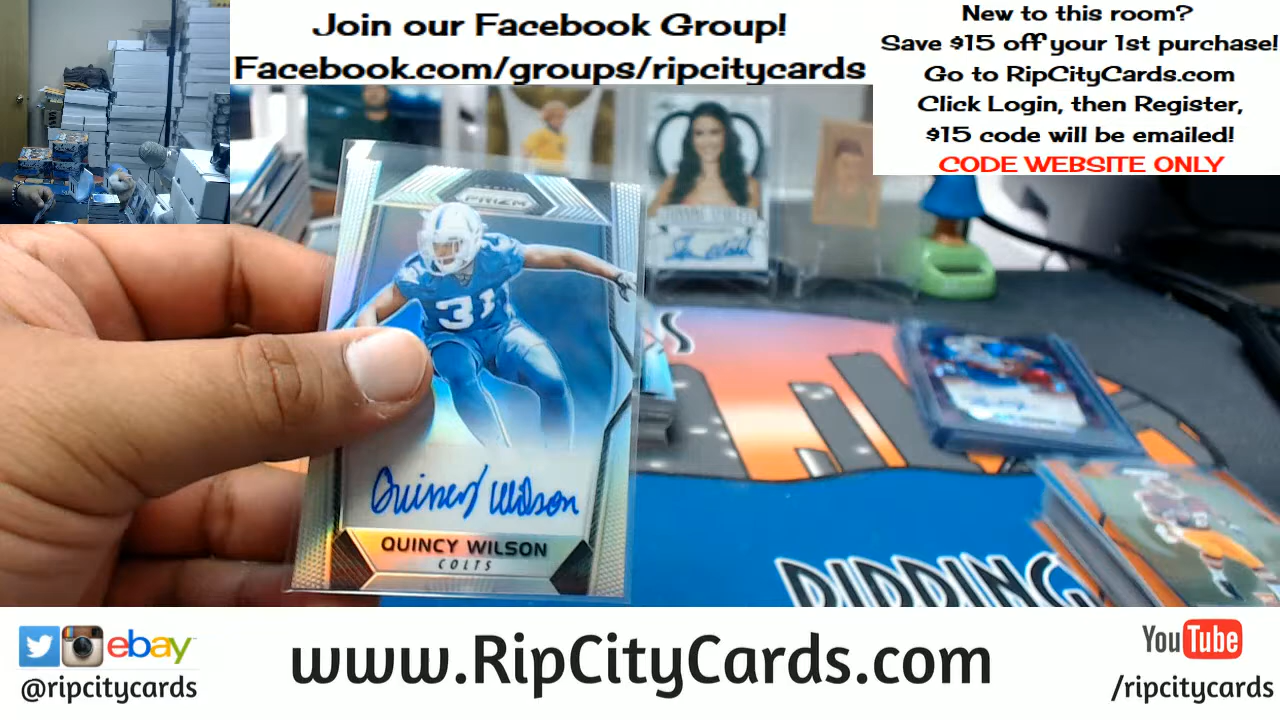 Join our Facebook Group!
Facebook.com/groups/ripcitycards
New to this room?
Save $15 off your 1st purchase!
Go to RipCityCards.com
Click Login, then Register,
$15 code will be emailed!
CODE WEBSITE ONLY
PRIZM
31
Quincy Wilson
QUINCY WILSON
COLTS
RIPPING
ebay
@ripcitycards
www.RipCityCards.com
YouTube
/ripcitycards